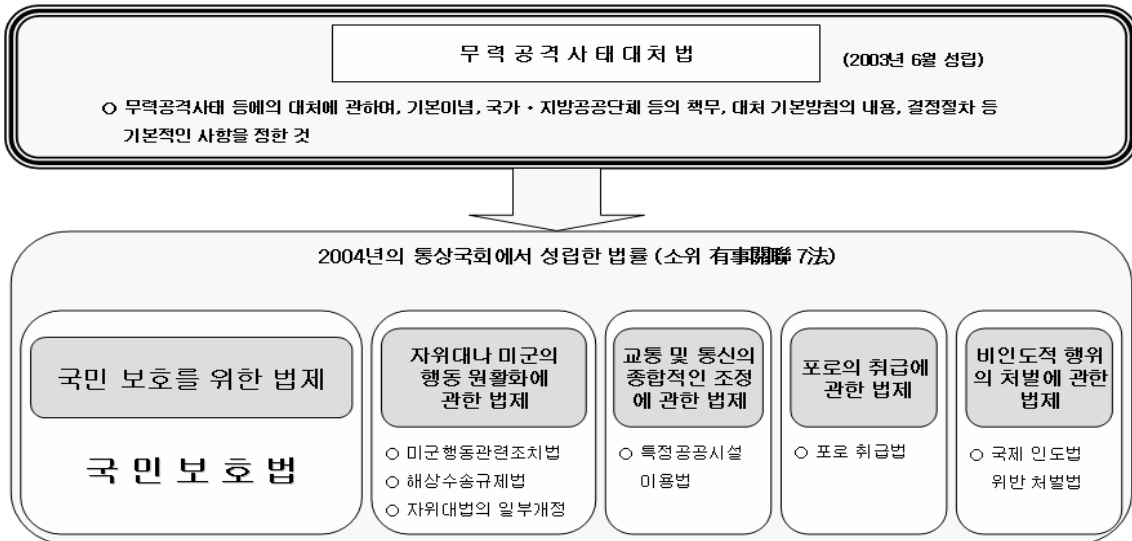 무 력 공 격 사 태 대 처 법
(2003년 6월 성립)
○ 무력공격사태 등에의 대처에 관하며, 기본이념, 국가・지방공공단체 등의 책무, 대처 기본방침의 내용, 결정절차 등
기본적인 사항을 정한 것
2004년의 통상국회에서 성립한 법률 (소위 有事關聯 7法)
국민 보호를 위한 법제
국 민 보 호 법
자위대나 미군의
행동 원활화에
관한 법제
○ 미군행동관련조치법
○ 해상수송규제법
○ 자위대법의 일부개정
교통 및 통신의
종합적인 조정
에 관한 법제
○ 특정공공시설
이용법
포로의 취급에
관한 법제
○ 포로 취급법
비인도적 행위
의 처벌에 관한
법제
○ 국제 인도법
위반 처벌법